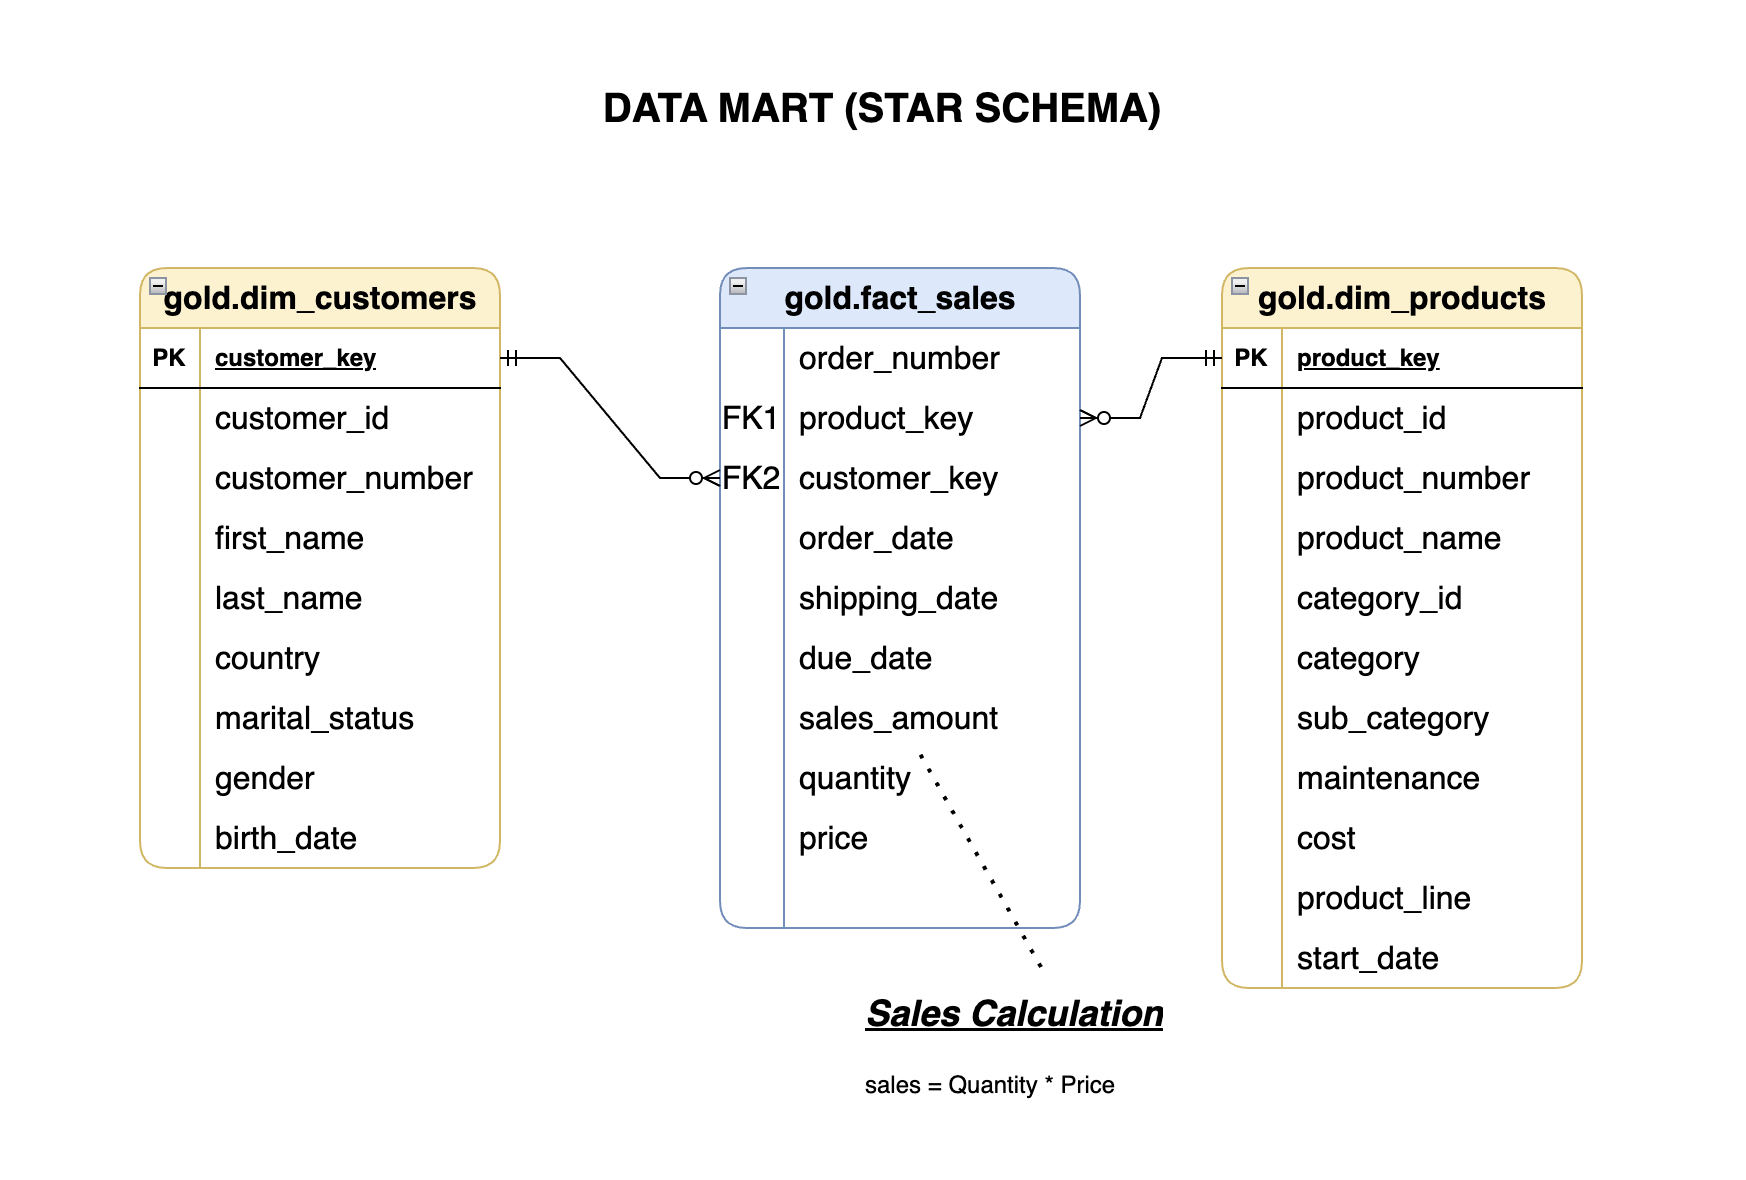 DATA MART (STAR SCHEMA)
gold.dim_customers
PK customer_key
customer_id
customer_number
first_name
last_name
country
marital_status
gender
birth_date
gold.fact_sales
order_number
FK1 product_key
FK2 customer_key
order_date
shipping_date
due_date
sales_amount
quantity
price
gold.dim_products
PK product_key
product_id
product_number
product_name
category_id
category
sub_category
maintenance
cost
product_line
start_date
Sales Calculation
sales = Quantity * Price